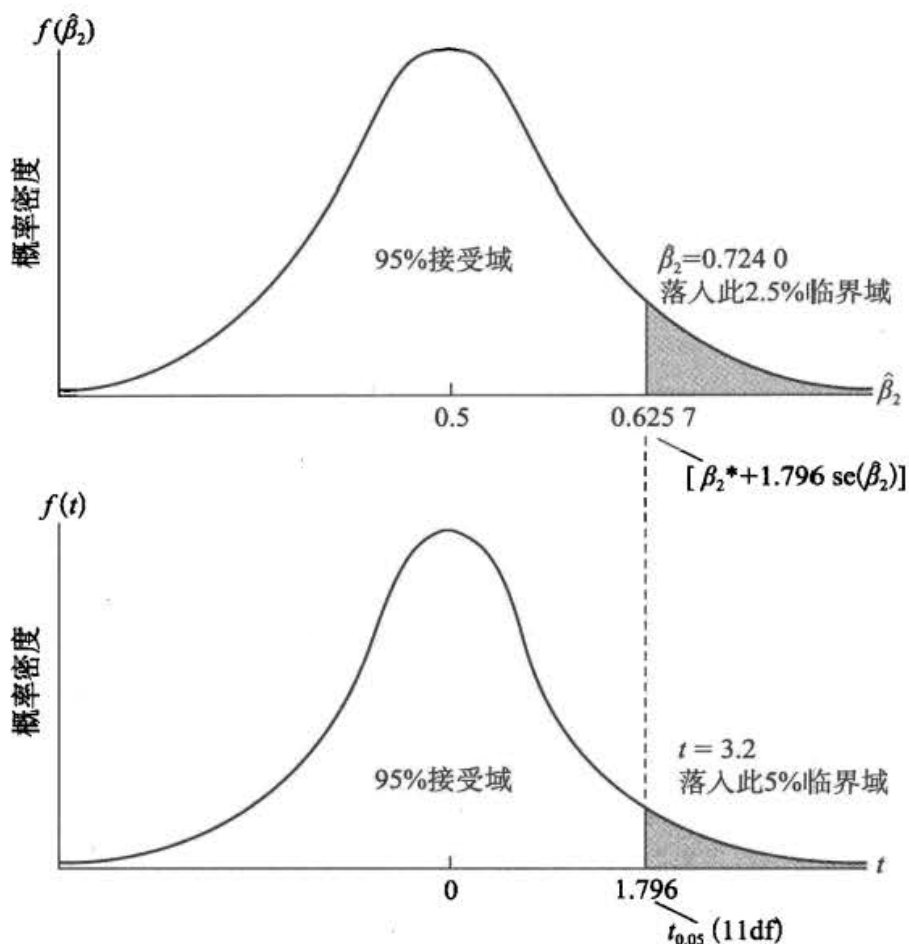 f(β̂₂)
概率密度
95%接受域
β̂₂=0.724 0
落入此2.5%临界域
β̂₂
0.5
0.625 7
[β₂*+1.796 se(β̂₂)]
f(t)
概率密度
95%接受域
t = 3.2
落入此5%临界域
t
0
1.796
t₀.₀₅ (11df)